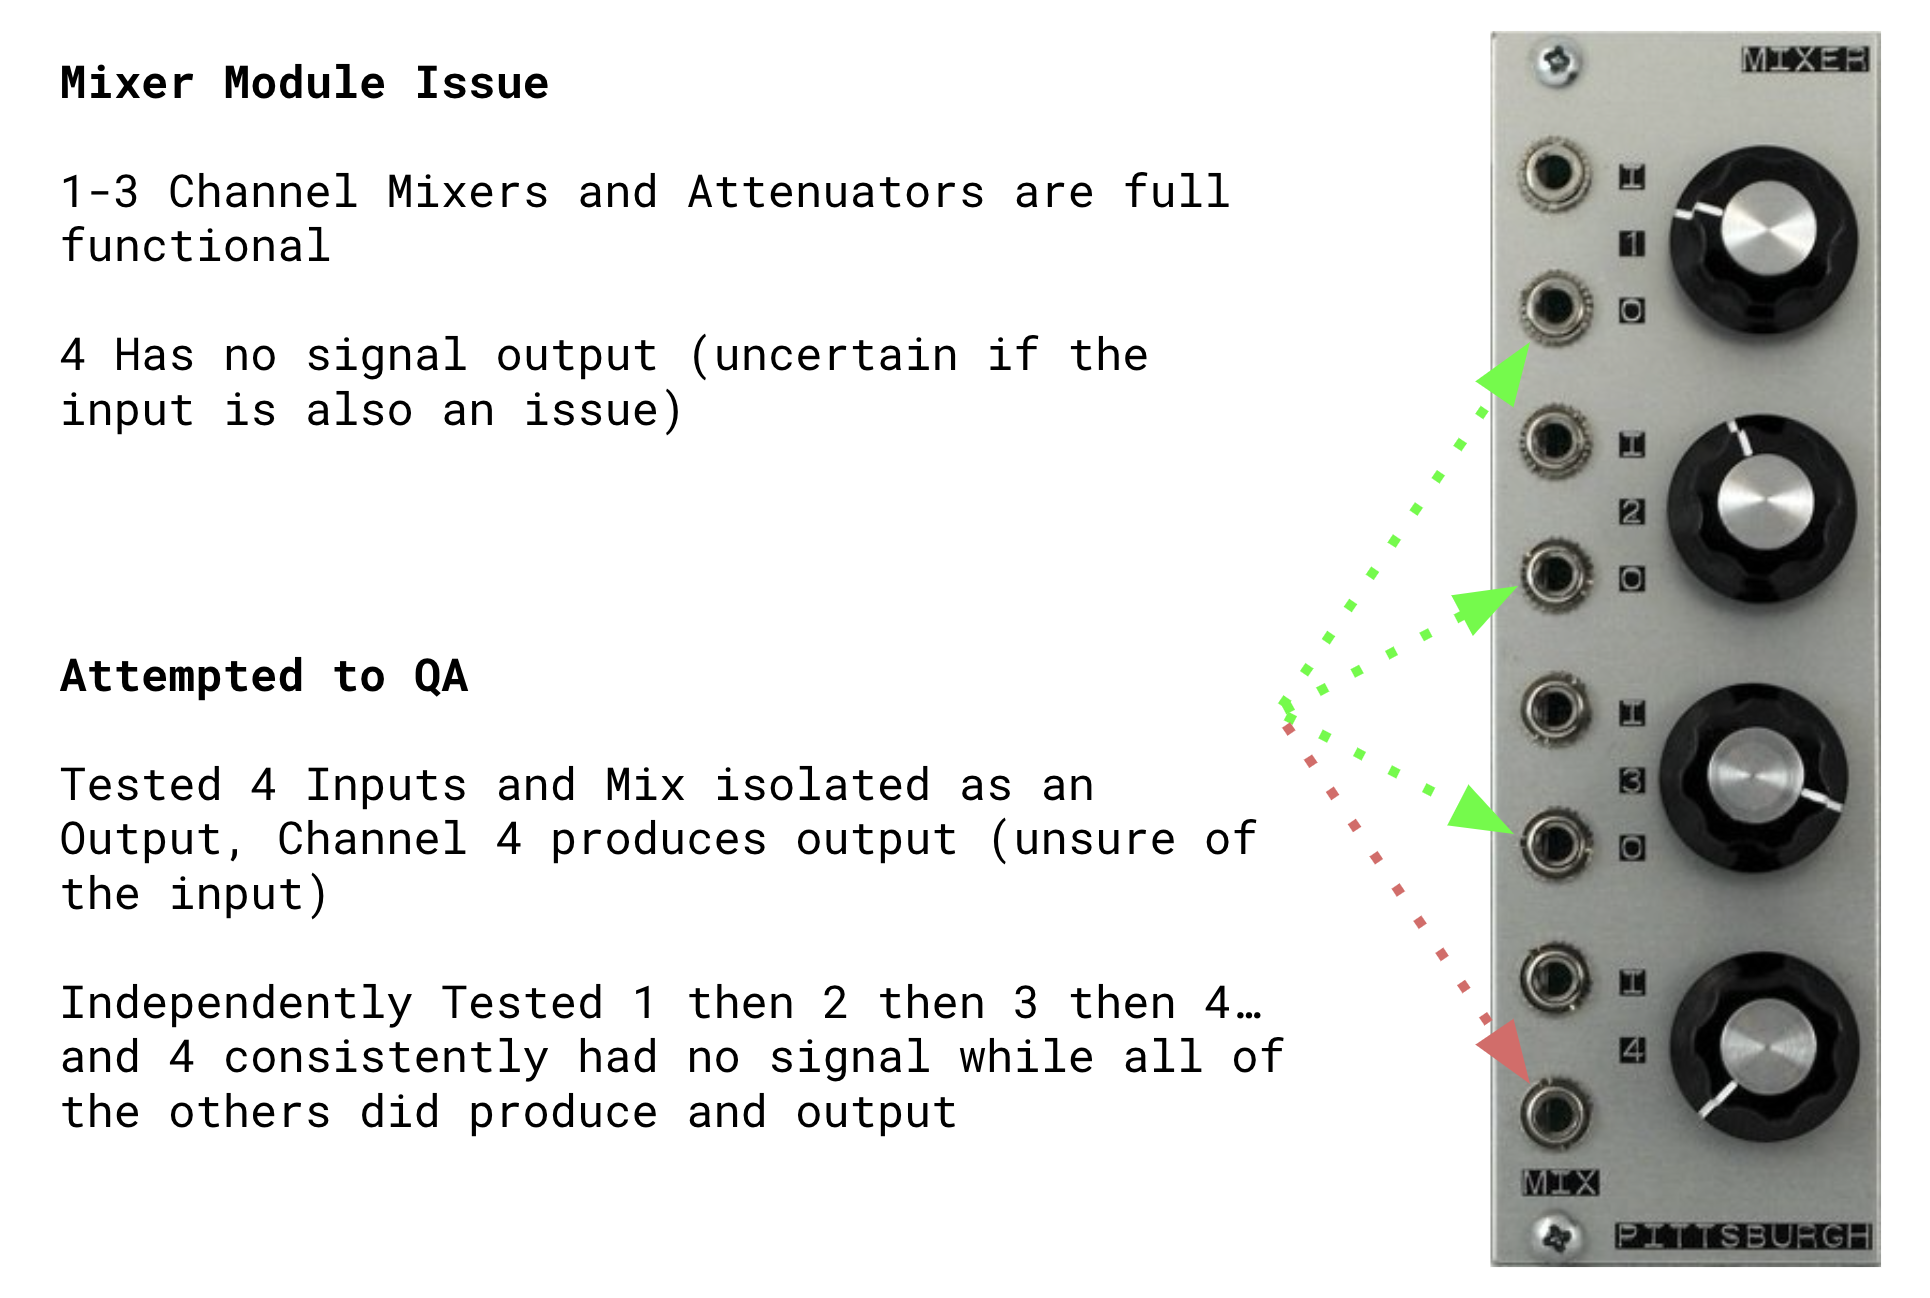 Mixer Module Issue
1-3 Channel Mixers and Attenuators are full
functional
4 Has no signal output (uncertain if the
input is also an issue)
Attempted to QA
Tested 4 Inputs and Mix isolated as an
Output, Channel 4 produces output (unsure of
the input)
Independently Tested 1 then 2 then 3 then 4…
and 4 consistently had no signal while all of
the others did produce and output
MIXER
I
1
O
I
2
O
I
3
O
I
4
MIX
PITTSBURGH